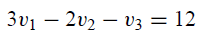 3v₁ − 2v₂ − v₃ = 12